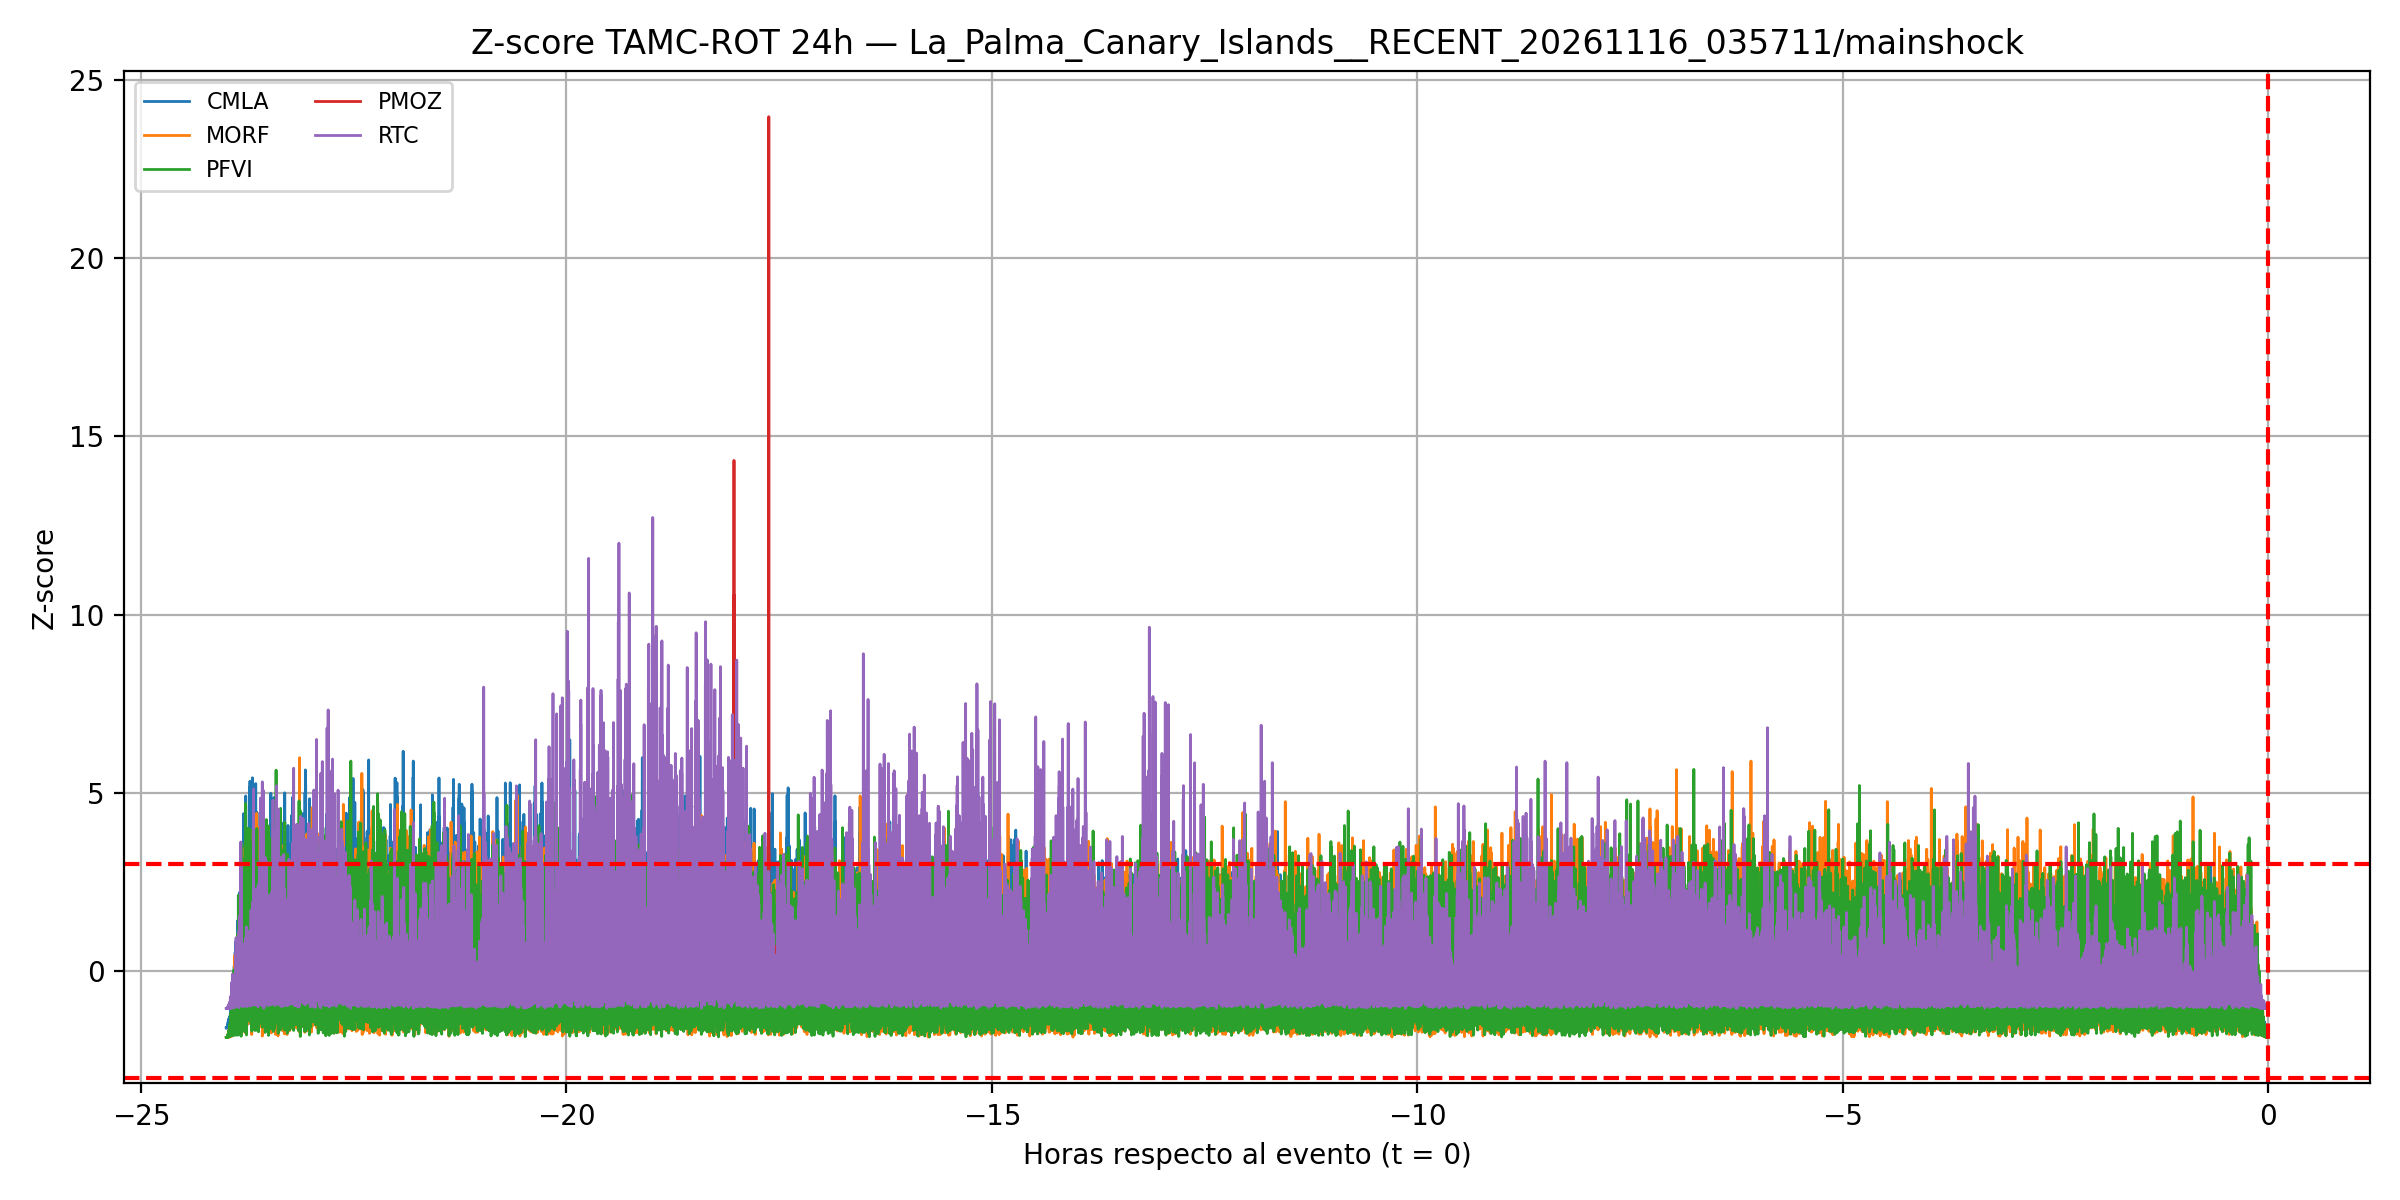 Z-score TAMC-ROT 24h — La_Palma_Canary_Islands__RECENT_20261116_035711/mainshock
CMLA
MORF
PFVI
PMOZ
RTC
25
20
15
10
5
0
Z-score
−25
−20
−15
−10
−5
0
Horas respecto al evento (t = 0)